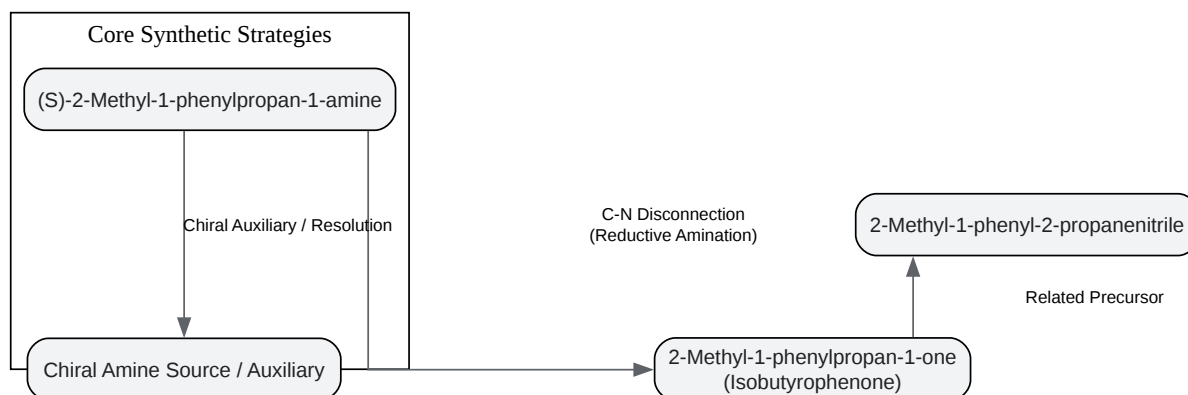 Core Synthetic Strategies
(S)-2-Methyl-1-phenylpropan-1-amine
Chiral Auxiliary / Resolution
C-N Disconnection
(Reductive Amination)
2-Methyl-1-phenyl-2-propanenitrile
Related Precursor
Chiral Amine Source / Auxiliary
2-Methyl-1-phenylpropan-1-one
(Isobutyrophenone)